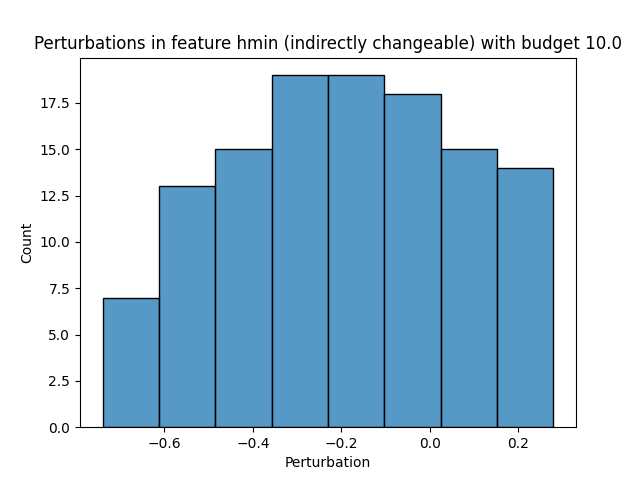 Perturbations in feature hmin (indirectly changeable) with budget 10.0
17.5
15.0
12.5
10.0
7.5
5.0
2.5
0.0
Count
−0.6 −0.4 −0.2 0.0 0.2
Perturbation